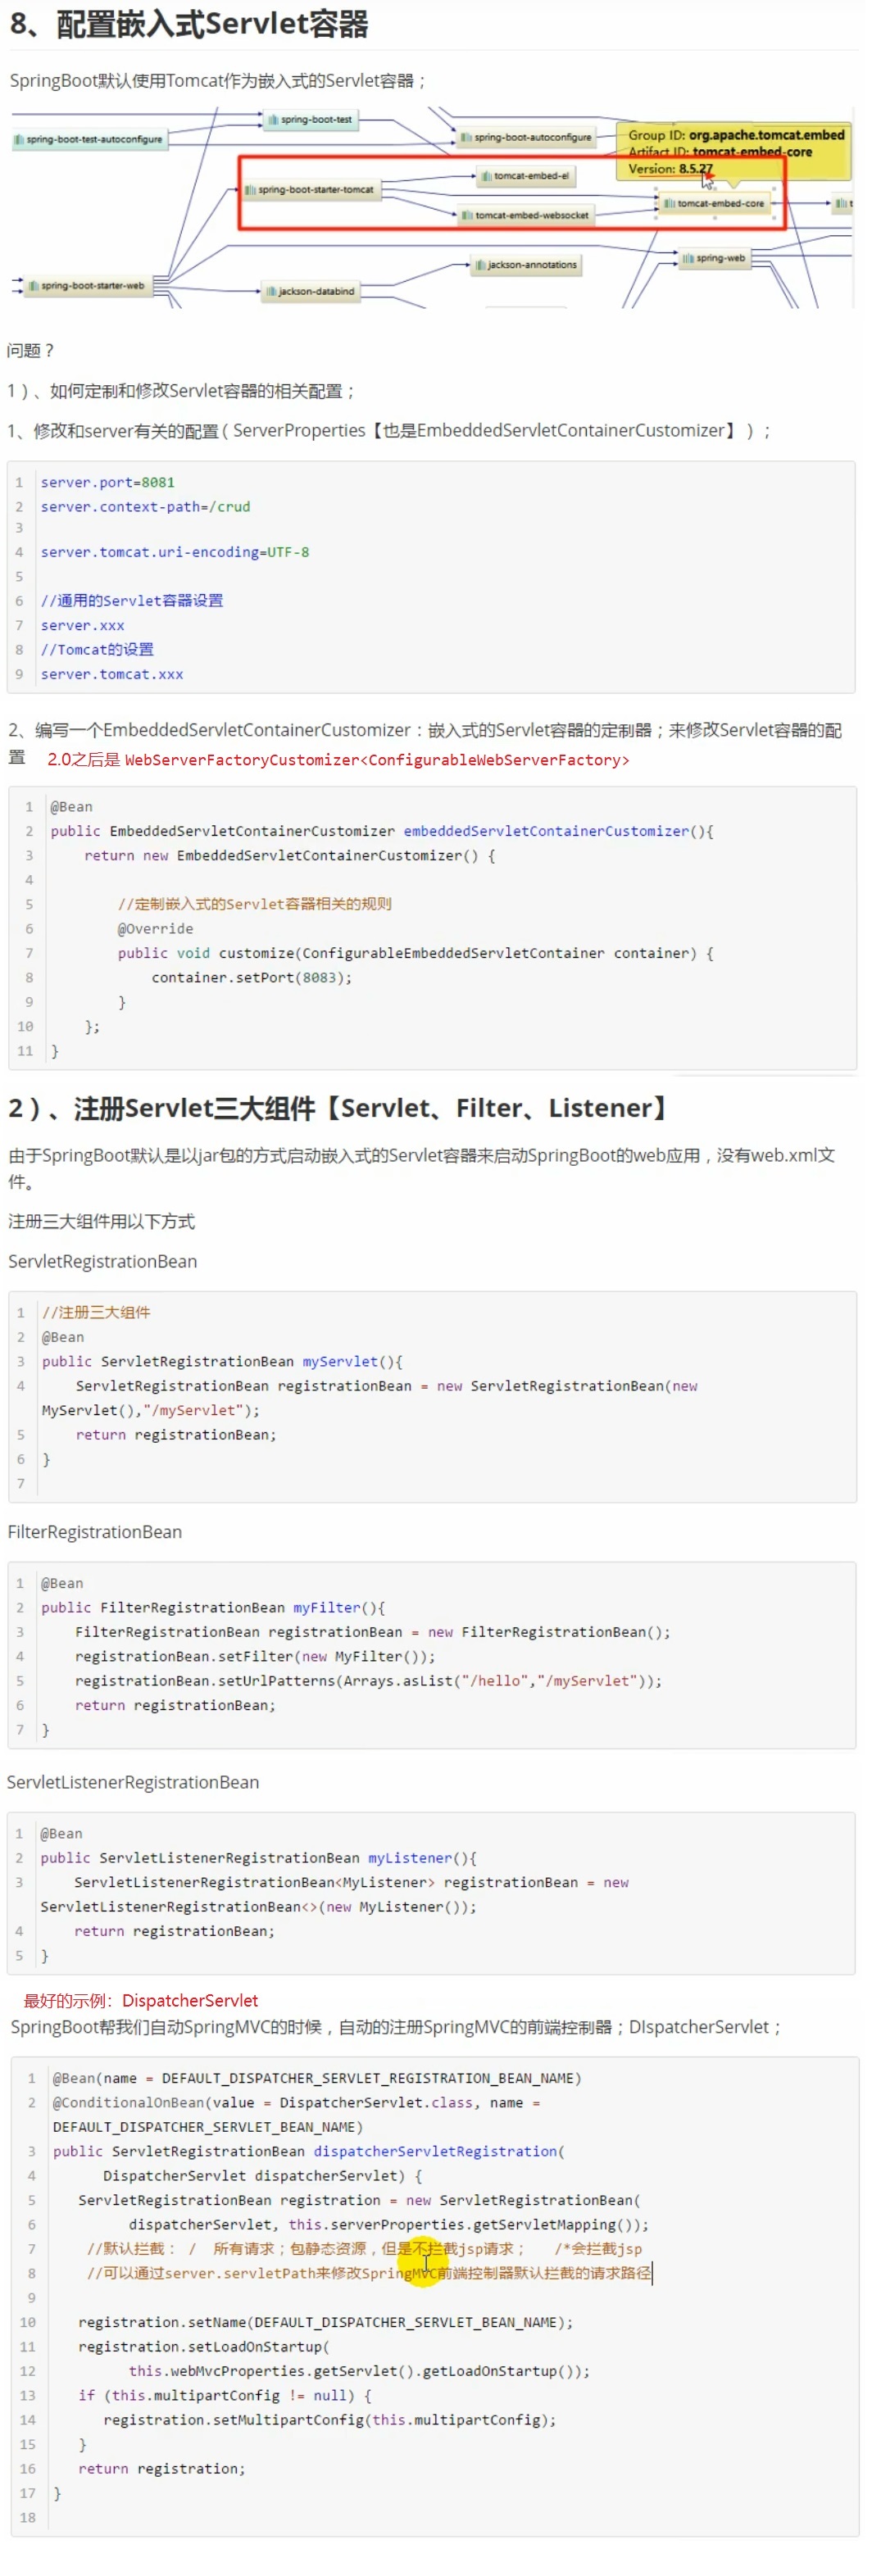 8、配置嵌入式Servlet容器
SpringBoot默认使用Tomcat作为嵌入式的Servlet容器；
spring-boot-test
spring-boot-test-autoconfigure
spring-boot-autoconfigure
Group ID: org.apache.tomcat.embed
Artifact ID: tomcat-embed-core
Version: 8.5.27
tomcat-embed-el
spring-boot-starter-tomcat
tomcat-embed-core
tomcat-embed-websocket
spring-web
jackson-annotations
spring-boot-starter-web
jackson-databind
问题？
1）、如何定制和修改Servlet容器的相关配置；
1、修改和server有关的配置（ServerProperties【也是EmbeddedServletContainerCustomizer】）；
1 server.port=8081
2 server.context-path=/crud
3
4 server.tomcat.uri-encoding=UTF-8
5
6 //通用的Servlet容器设置
7 server.xxx
8 //Tomcat的设置
9 server.tomcat.xxx
2、编写一个EmbeddedServletContainerCustomizer：嵌入式的Servlet容器的定制器；来修改Servlet容器的配
置 2.0之后是 WebServerFactoryCustomizer<ConfigurableWebServerFactory>
1 @Bean
2 public EmbeddedServletContainerCustomizer embeddedServletContainerCustomizer(){
3 return new EmbeddedServletContainerCustomizer() {
4
5 //定制嵌入式的Servlet容器相关的规则
6 @Override
7 public void customize(ConfigurableEmbeddedServletContainer container) {
8 container.setPort(8083);
9 }
10 };
11 }
2）、注册Servlet三大组件【Servlet、Filter、Listener】
由于SpringBoot默认是以jar包的方式启动嵌入式的Servlet容器来启动SpringBoot的web应用，没有web.xml文
件。
注册三大组件用以下方式
ServletRegistrationBean
1 //注册三大组件
2 @Bean
3 public ServletRegistrationBean myServlet(){
4 ServletRegistrationBean registrationBean = new ServletRegistrationBean(new
MyServlet(),"/myServlet");
5 return registrationBean;
6 }
7
FilterRegistrationBean
1 @Bean
2 public FilterRegistrationBean myFilter(){
3 FilterRegistrationBean registrationBean = new FilterRegistrationBean();
4 registrationBean.setFilter(new MyFilter());
5 registrationBean.setUrlPatterns(Arrays.asList("/hello","/myServlet"));
6 return registrationBean;
7 }
ServletListenerRegistrationBean
1 @Bean
2 public ServletListenerRegistrationBean myListener(){
3 ServletListenerRegistrationBean<MyListener> registrationBean = new
ServletListenerRegistrationBean<>(new MyListener());
4 return registrationBean;
5 }
最好的示例：DispatcherServlet
SpringBoot帮我们自动SpringMVC的时候，自动的注册SpringMVC的前端控制器；DIspatcherServlet；
1 @Bean(name = DEFAULT_DISPATCHER_SERVLET_REGISTRATION_BEAN_NAME)
2 @ConditionalOnBean(value = DispatcherServlet.class, name =
DEFAULT_DISPATCHER_SERVLET_BEAN_NAME)
3 public ServletRegistrationBean dispatcherServletRegistration(
4 DispatcherServlet dispatcherServlet) {
5 ServletRegistrationBean registration = new ServletRegistrationBean(
6 dispatcherServlet, this.serverProperties.getServletMapping());
7 //默认拦截： / 所有请求；包静态资源，但是不拦截jsp请求； /*会拦截jsp
8 //可以通过server.servletPath来修改SpringMVC前端控制器默认拦截的请求路径
9
10 registration.setName(DEFAULT_DISPATCHER_SERVLET_BEAN_NAME);
11 registration.setLoadOnStartup(
12 this.webMvcProperties.getServlet().getLoadOnStartup());
13 if (this.multipartConfig != null) {
14 registration.setMultipartConfig(this.multipartConfig);
15 }
16 return registration;
17 }
18